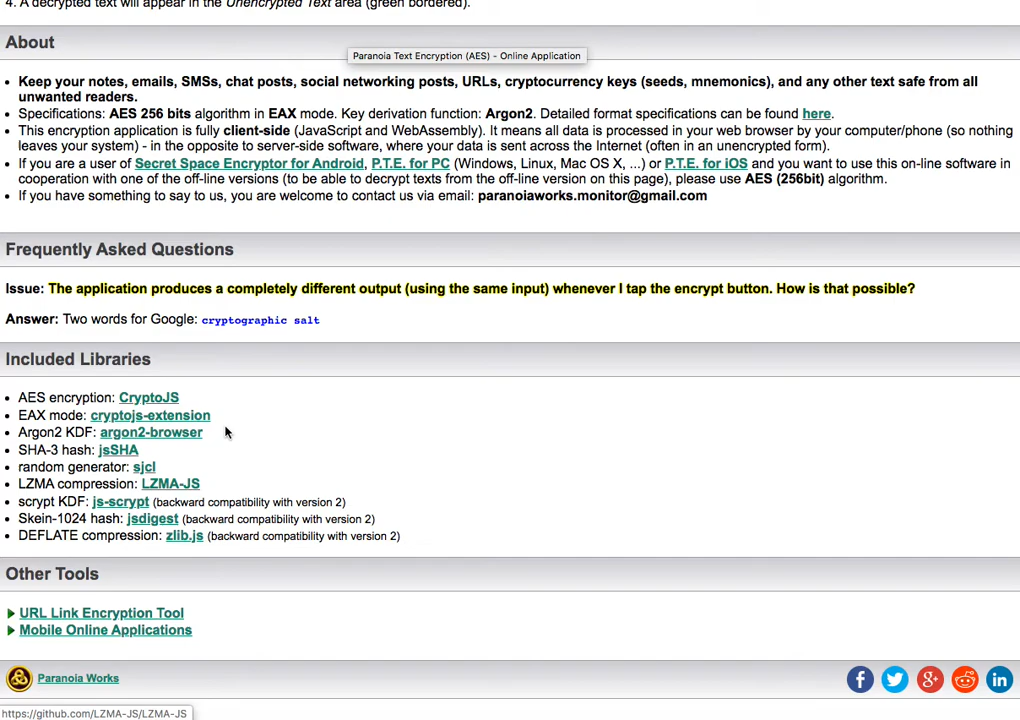 4. A decrypted text will appear in the Unencrypted Text area (green bordered).
About
Paranoia Text Encryption (AES) - Online Application
• Keep your notes, emails, SMSs, chat posts, social networking posts, URLs, cryptocurrency keys (seeds, mnemonics), and any other text safe from all
unwanted readers.
• Specifications: AES 256 bits algorithm in EAX mode. Key derivation function: Argon2. Detailed format specifications can be found here.
• This encryption application is fully client-side (JavaScript and WebAssembly). It means all data is processed in your web browser by your computer/phone (so nothing
leaves your system) - in the opposite to server-side software, where your data is sent across the Internet (often in an unencrypted form).
• If you are a user of Secret Space Encryptor for Android, P.T.E. for PC (Windows, Linux, Mac OS X, ...) or P.T.E. for iOS and you want to use this on-line software in
cooperation with one of the off-line versions (to be able to decrypt texts from the off-line version on this page), please use AES (256bit) algorithm.
• If you have something to say to us, you are welcome to contact us via email: paranoiaworks.monitor@gmail.com
Frequently Asked Questions
Issue: The application produces a completely different output (using the same input) whenever I tap the encrypt button. How is that possible?
Answer: Two words for Google: cryptographic salt
Included Libraries
• AES encryption: CryptoJS
• EAX mode: cryptojs-extension
• Argon2 KDF: argon2-browser
• SHA-3 hash: jsSHA
• random generator: sjcl
• LZMA compression: LZMA-JS
• scrypt KDF: js-scrypt (backward compatibility with version 2)
• Skein-1024 hash: jsdigest (backward compatibility with version 2)
• DEFLATE compression: zlib.js (backward compatibility with version 2)
Other Tools
URL Link Encryption Tool
Mobile Online Applications
Paranoia Works
https://github.com/LZMA-JS/LZMA-JS